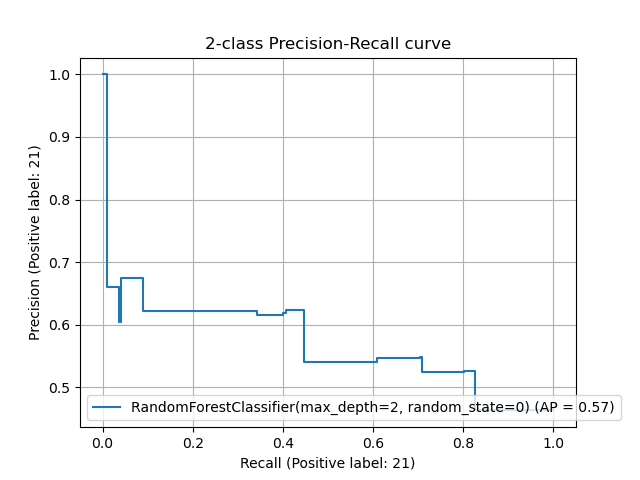 2-class Precision-Recall curve
1.0
0.9
0.8
0.7
0.6
0.5
Precision (Positive label: 21)
RandomForestClassifier(max_depth=2, random_state=0) (AP = 0.57)
0.0 0.2 0.4 0.6 0.8 1.0
Recall (Positive label: 21)